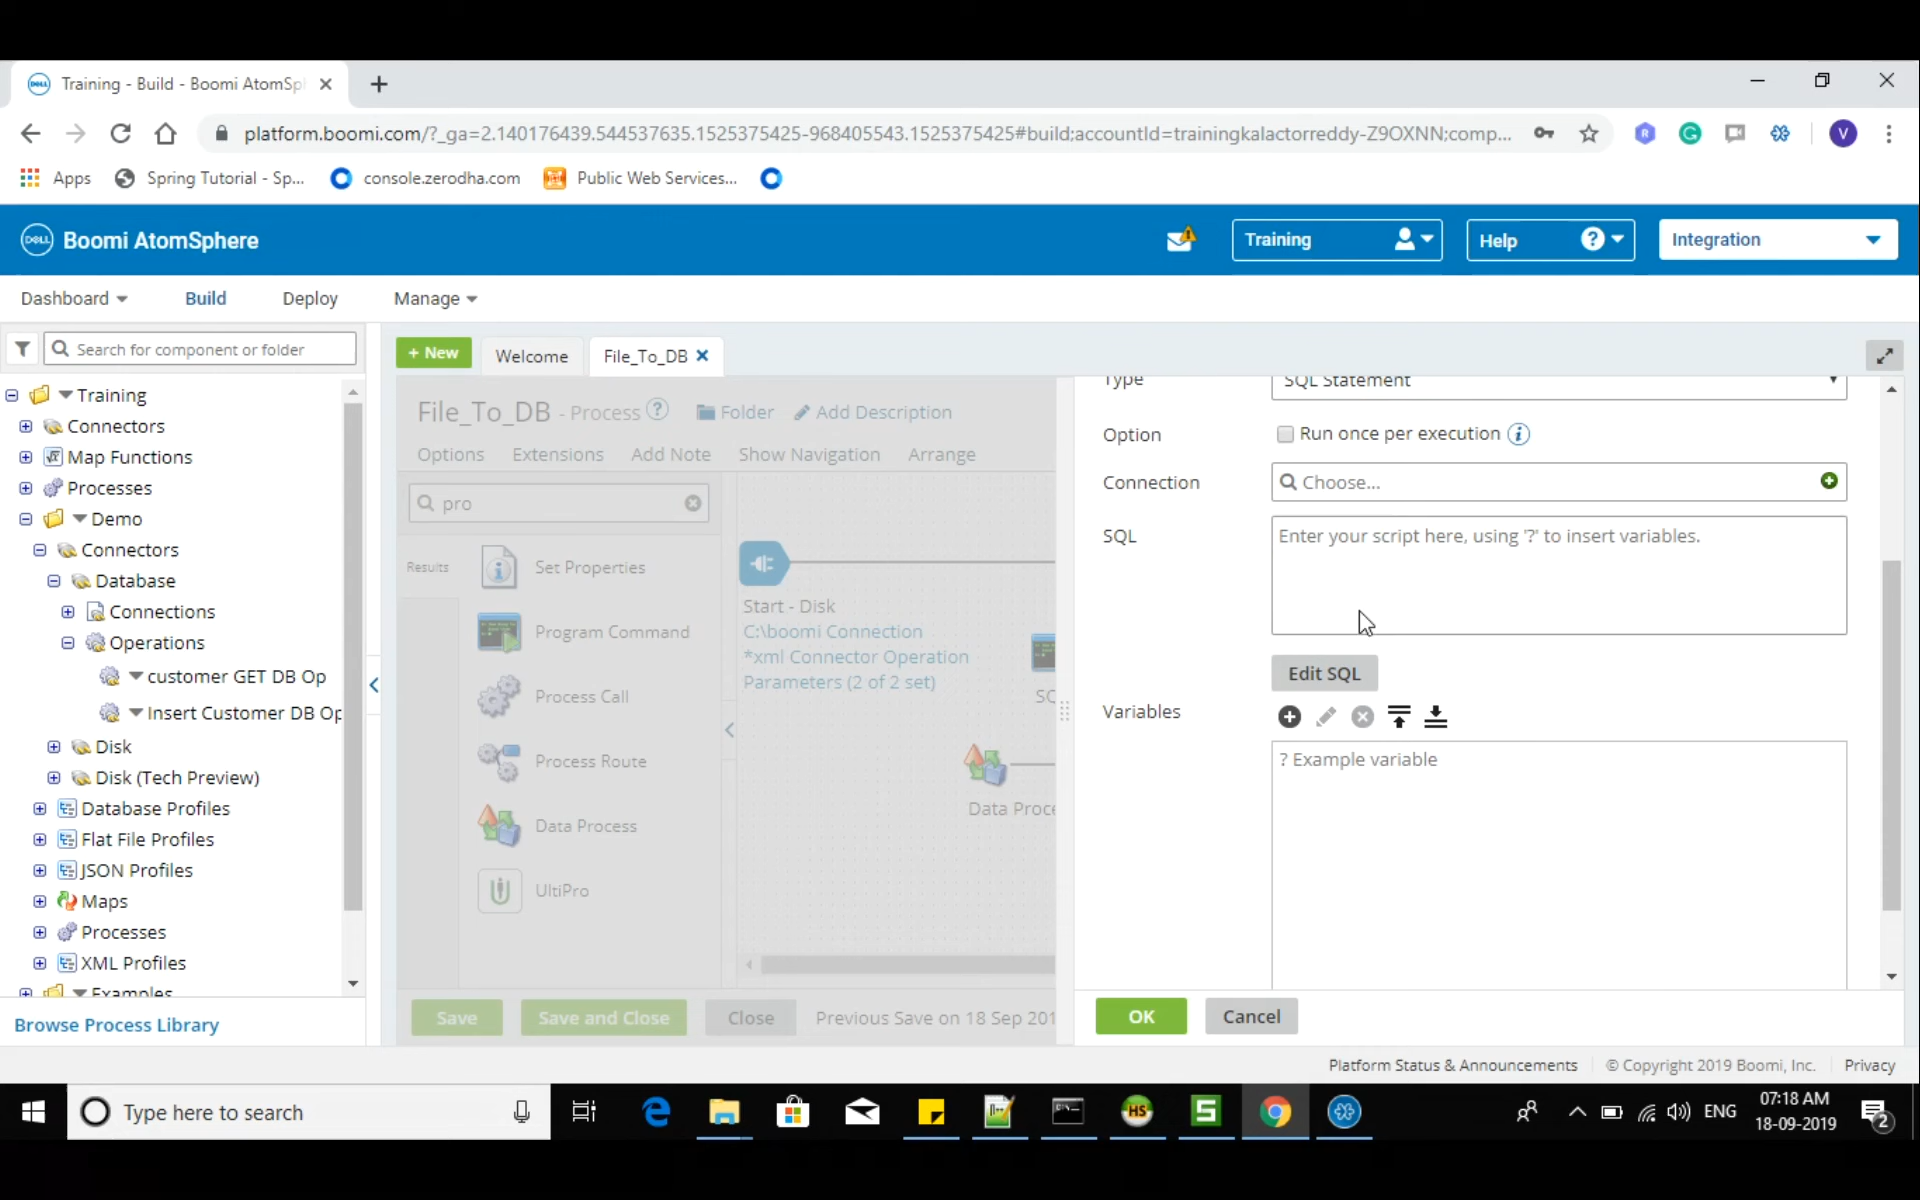 Training - Build - Boomi AtomSp
platform.boomi.com/?_ga=2.140176439.544537635.1525375425-968405543.1525375425#build;accountId=trainingkalactorreddy-Z9OXNN;comp...
V
Apps
Spring Tutorial - Sp...
console.zerodha.com
Public Web Services...
DELL
Boomi AtomSphere
Training
Help
Integration
Dashboard
Build
Deploy
Manage
Search for component or folder
+ New
Welcome
File_To_DB
Training
Connectors
Map Functions
Processes
Demo
Connectors
Database
Connections
Operations
customer GET DB Op
Insert Customer DB Op
Disk
Disk (Tech Preview)
Database Profiles
Flat File Profiles
JSON Profiles
Maps
Processes
XML Profiles
Examples
Browse Process Library
File_To_DB - Process
Folder
Add Description
Options
Extensions
Add Note
Show Navigation
Arrange
pro
Results
Set Properties
Program Command
Process Call
Process Route
Data Process
UltiPro
Start - Disk
C:\boomi Connection
*xml Connector Operation
Parameters (2 of 2 set)
SC
Data Proce
Save
Save and Close
Close
Previous Save on 18 Sep 201
Type
SQL Statement
Option
Run once per execution
Connection
Choose...
SQL
Enter your script here, using '?' to insert variables.
Edit SQL
Variables
? Example variable
OK
Cancel
Platform Status & Announcements
© Copyright 2019 Boomi, Inc.
Privacy
Type here to search
HS
S
ENG
07:18 AM
18-09-2019
2